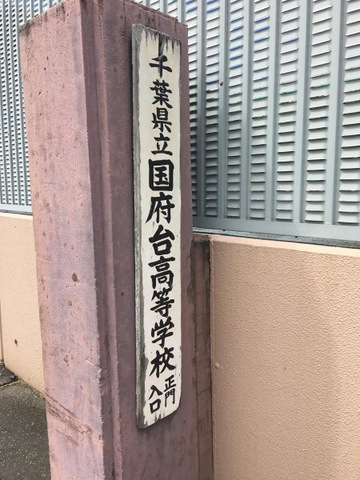 千葉県立国府台高等学校
正門
入口